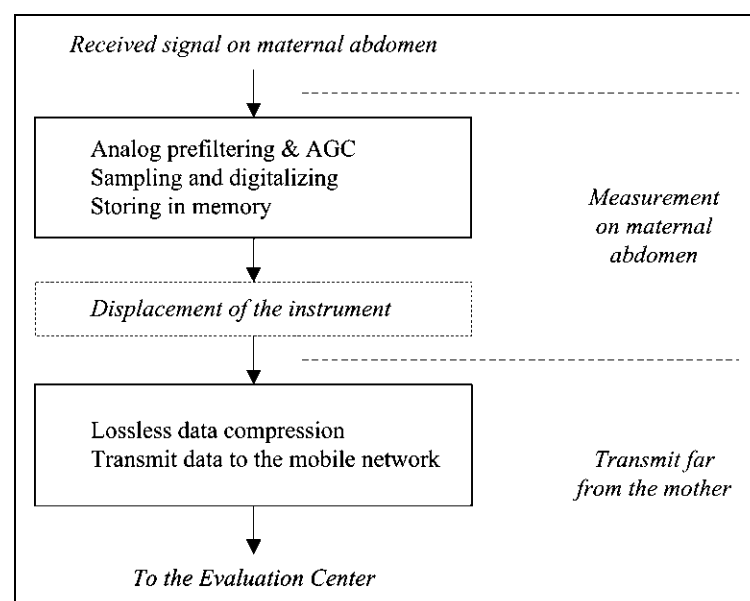 Received signal on maternal abdomen
Analog prefiltering & AGC
Sampling and digitalizing
Storing in memory
Measurement
on maternal
abdomen
Displacement of the instrument
Lossless data compression
Transmit data to the mobile network
Transmit far
from the mother
To the Evaluation Center